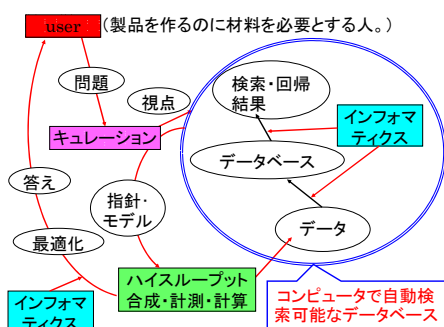 user（製品を作るのに材料を必要とする人。）
問題
視点
検索・回帰
結果
キュレーション
インフォマ
ティクス
データベース
答え
指針・
モデル
データ
最適化
ハイスループット
合成・計測・計算
インフォマ
ティクス
コンピュータで自動検
索可能なデータベース